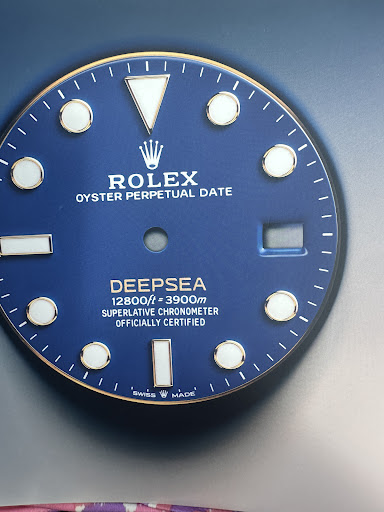 ROLEX
OYSTER PERPETUAL DATE
DEEPSEA
12800ft = 3900m
SUPERLATIVE CHRONOMETER
OFFICIALLY CERTIFIED
SWISS MADE